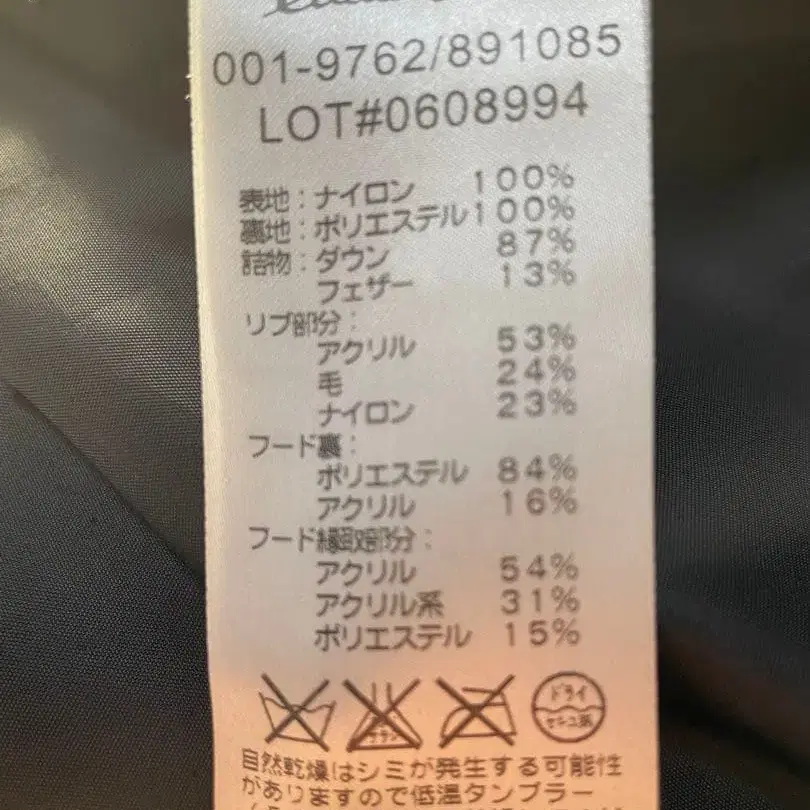 001-9762/891085
LOT#0608994
表地：ナイロン 100%
裏地：ポリエステル 100%
詰物：ダウン 87%
フェザー 13%
リブ部分：
アクリル 53%
毛 24%
ナイロン 23%
フード裏：
ポリエステル 84%
アクリル 16%
フード縁取部分：
アクリル 54%
アクリル系 31%
ポリエステル 15%
ドライ
自然乾燥はシミが発生する可能性
がありますので低温タンブラー